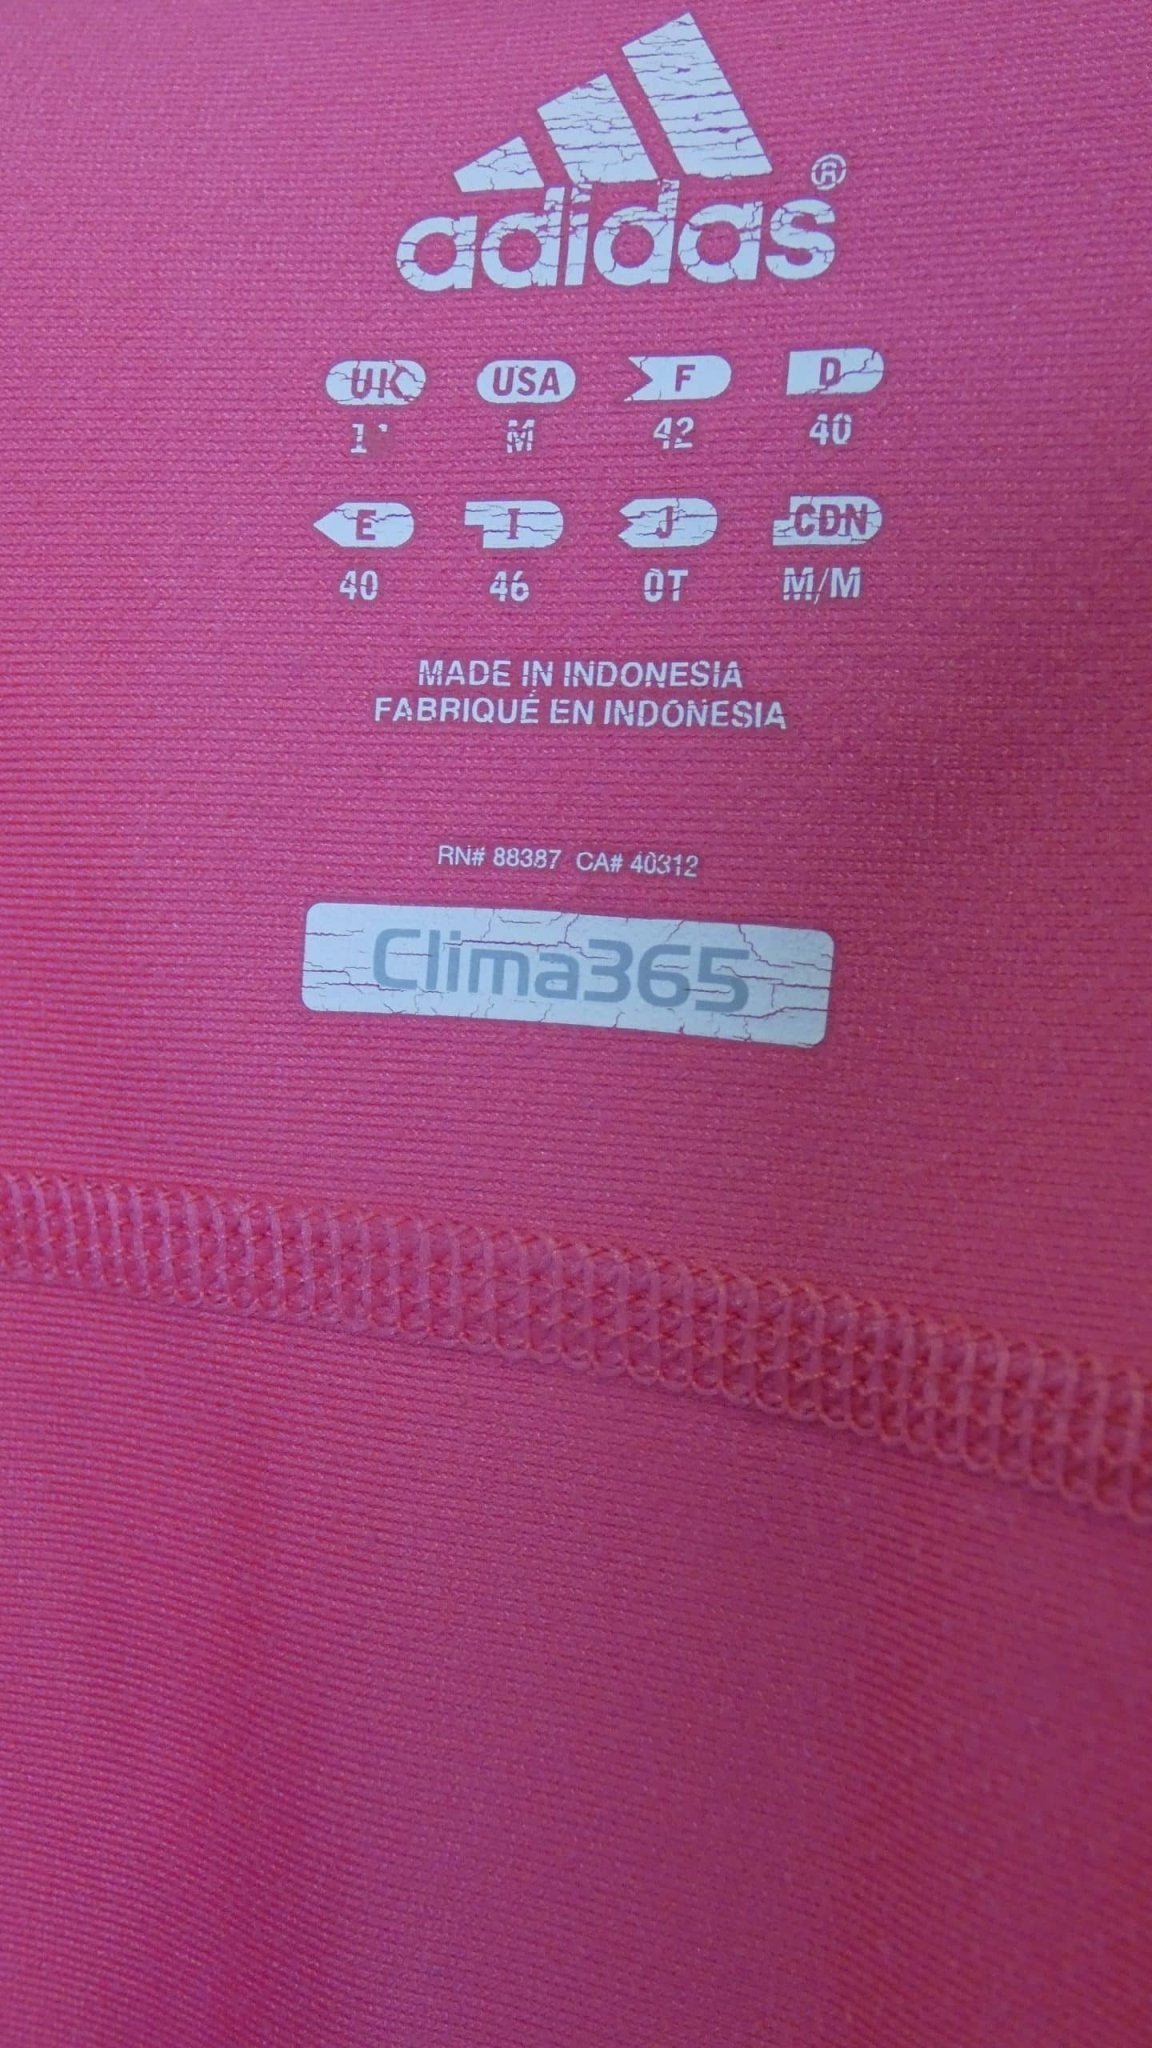 adidas®
UK USA F D
M 42 40
E I J CDN
40 46 OT M/M
MADE IN INDONESIA
FABRIQUÉ EN INDONESIA
RN# 88387 CA# 40312
Clima365